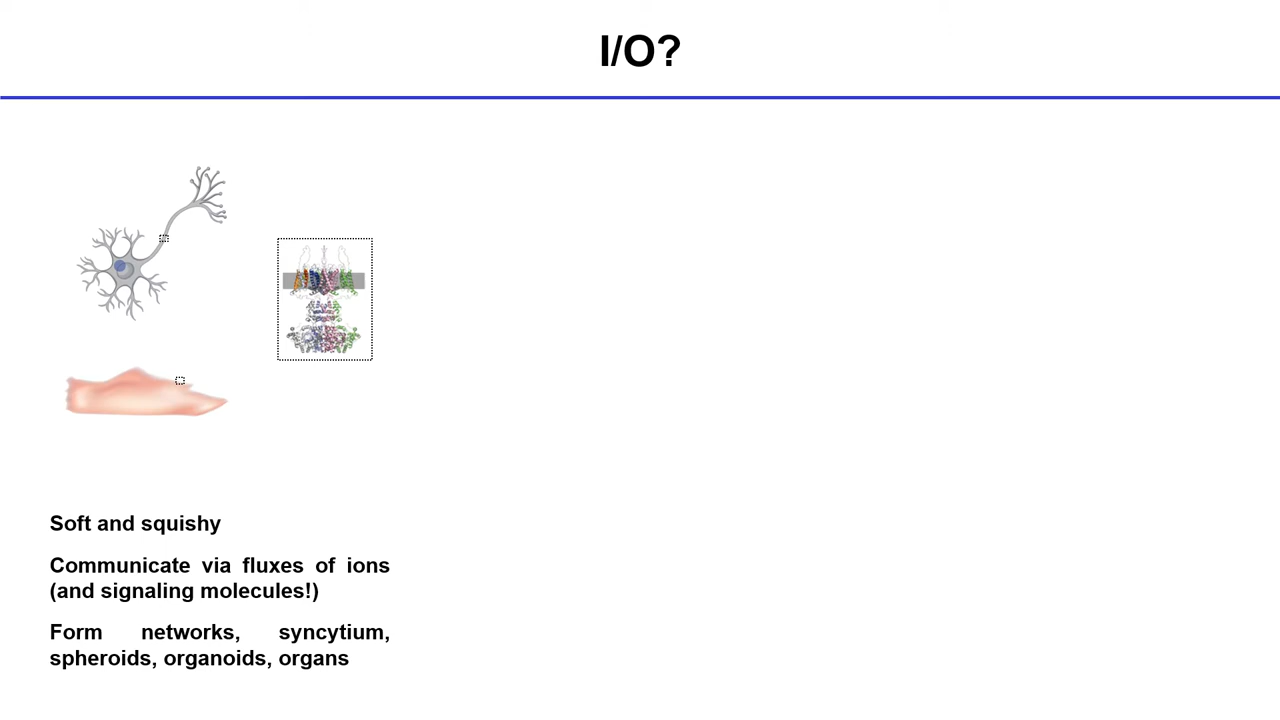 I/O?
Soft and squishy
Communicate via fluxes of ions
(and signaling molecules!)
Form networks, syncytium,
spheroids, organoids, organs